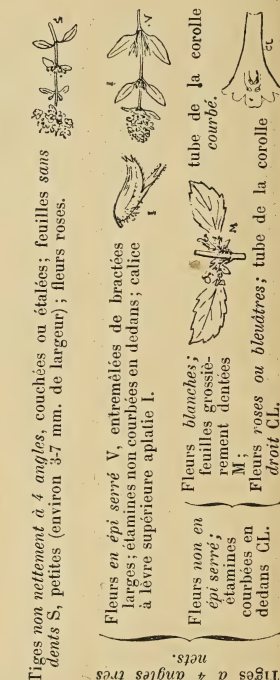 Tiges non nettement à 4 angles, couchées ou étalées; feuilles sans
dents S, petites (environ 3-7 mm. de largeur); fleurs roses.
S
Tiges à 4 angles très
nets.
Fleurs en épi serré V, entremêlées de bractées
larges; étamines non courbées en dedans; calice
à lèvre supérieure aplatie I.
I
I
V
Fleurs non en
épi serré;
étamines
courbées en
dedans CL.
Fleurs blanches;
feuilles grossiè-
rement dentées
M;
M
tube de la corolle
courbé.
Fleurs roses ou bleuâtres; tube de la corolle
droit CL.
CL